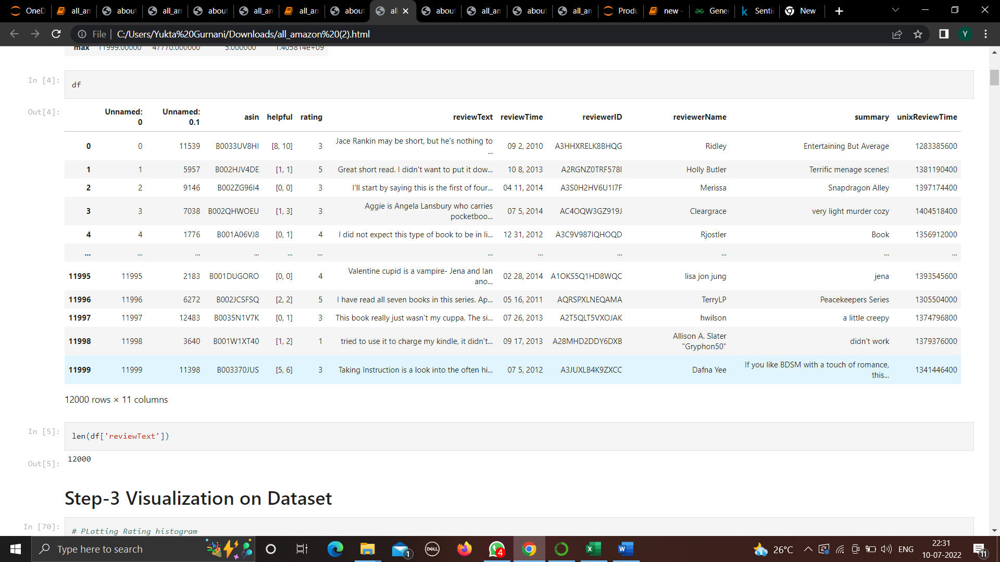 OneD all_an about all_an about all_an all_an about all about all_an about all_an Produ new - Gene Senti New
File C:/Users/Yukta%20Gurnani/Downloads/all_amazon%20(2).html Y
max 11999.00000 47770.000000 5.000000 1.405814e+09
In [4]: df
Out[4]:
Unnamed: 0 Unnamed: 0.1 asin helpful rating reviewText reviewTime reviewerID reviewerName summary unixReviewTime
0 0 11539 B0033UV8HI [8, 10] 3 Jace Rankin may be short, but he's nothing to ... 09 2, 2010 A3HHXRELK8BHQG Ridley Entertaining But Average 1283385600
1 1 5957 B002HJV4DE [1, 1] 5 Great short read. I didn't want to put it dow... 10 8, 2013 A2RGNZ0TRF578I Holly Butler Terrific menage scenes! 1381190400
2 2 9146 B002ZG96I4 [0, 0] 3 I'll start by saying this is the first of four... 04 11, 2014 A3S0H2HV6U1I7F Merissa Snapdragon Alley 1397174400
3 3 7038 B002QHWOEU [1, 3] 3 Aggie is Angela Lansbury who carries pocketboo... 07 5, 2014 AC4OQW3GZ919J Cleargrace very light murder cozy 1404518400
4 4 1776 B001A06VJ8 [0, 1] 4 I did not expect this type of book to be in li... 12 31, 2012 A3C9V987IQHOQD Rjostler Book 1356912000
... ... ... ... ... ... ... ... ... ... ... ...
11995 11995 2183 B001DUGORO [0, 0] 4 Valentine cupid is a vampire- Jena and Ian ano... 02 28, 2014 A1OKS5Q1HD8WQC lisa jon jung jena 1393545600
11996 11996 6272 B002JCSFSQ [2, 2] 5 I have read all seven books in this series. Ap... 05 16, 2011 AQRSPXLNEQAMA TerryLP Peacekeepers Series 1305504000
11997 11997 12483 B0035N1V7K [0, 1] 3 This book really just wasn't my cuppa. The si... 07 26, 2013 A2T5QLT5VXOJAK hwilson a little creepy 1374796800
11998 11998 3640 B001W1XT40 [1, 2] 1 tried to use it to charge my kindle, it didn't... 09 17, 2013 A28MHD2DDY6DXB Allison A. Slater "Gryphon50" didn't work 1379376000
11999 11999 11398 B003370JUS [5, 6] 3 Taking Instruction is a look into the often hi... 07 5, 2012 A3JUXLB4K9ZXCC Dafna Yee If you like BDSM with a touch of romance, this... 1341446400
12000 rows × 11 columns
In [5]: len(df['reviewText'])
Out[5]: 12000
Step-3 Visualization on Dataset
In [70]: # PLotting Rating histogram
Type here to search 1 DELL 4 26°C ENG 22:31
10-07-2022 11